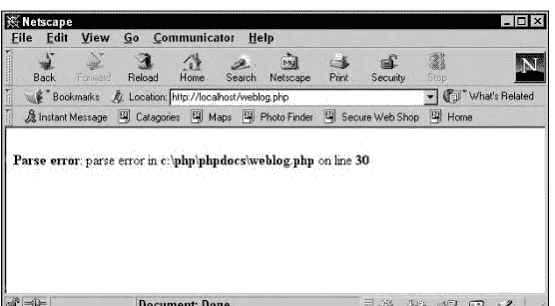 Netscape
File Edit View Go Communicator Help
Back Forward Reload Home Search Netscape Print Security Stop
Bookmarks Location: http://localhost/weblog.php What's Related
Instant Message Catagories Maps Photo Finder Secure Web Shop Home
Parse error: parse error in c:\php\phpdocs\weblog.php on line 30
Document: Done